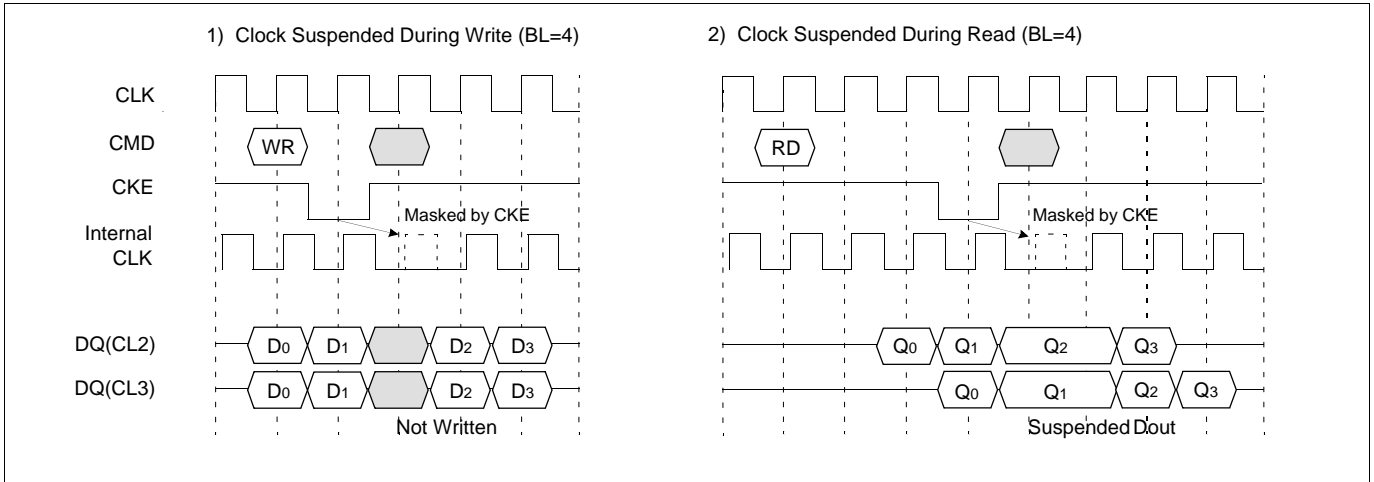 1) Clock Suspended During Write (BL=4)
2) Clock Suspended During Read (BL=4)
CLK
CMD WR RD
CKE
Masked by CKE Masked by CKE
Internal
CLK
DQ(CL2) D0 D1 D2 D3 Q0 Q1 Q2 Q3
DQ(CL3) D0 D1 D2 D3 Q0 Q1 Q2 Q3
Not Written Suspended Dout